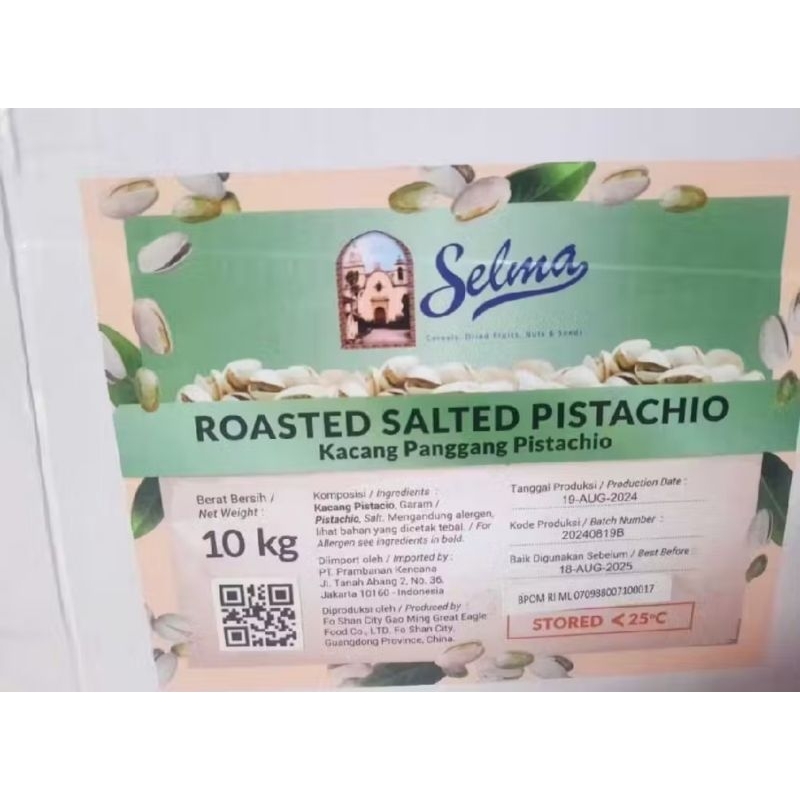 Selma
Cereals, Dried Fruits, Nuts & Seeds
ROASTED SALTED PISTACHIO
Kacang Panggang Pistachio
Berat Bersih /
Net Weight :
10 kg
Komposisi / Ingredients :
Kacang Pistacio, Garam /
Pistachio, Salt. Mengandung alergen,
lihat bahan yang dicetak tebal. / For
Allergen see ingredients in bold.
Diimport oleh / Imported by :
PT. Prambanan Kencana
Jl. Tanah Abang 2, No. 36,
Jakarta 10160 - Indonesia
Diproduksi oleh / Produced by :
Fo Shan City Gao Ming Great Eagle
Food Co., LTD. Fo Shan City,
Guangdong Province, China.
Tanggal Produksi / Production Date :
19-AUG-2024
Kode Produksi / Batch Number :
20240819B
Baik Digunakan Sebelum / Best Before :
18-AUG-2025
BPOM RI ML 070988007100017
STORED < 25°C